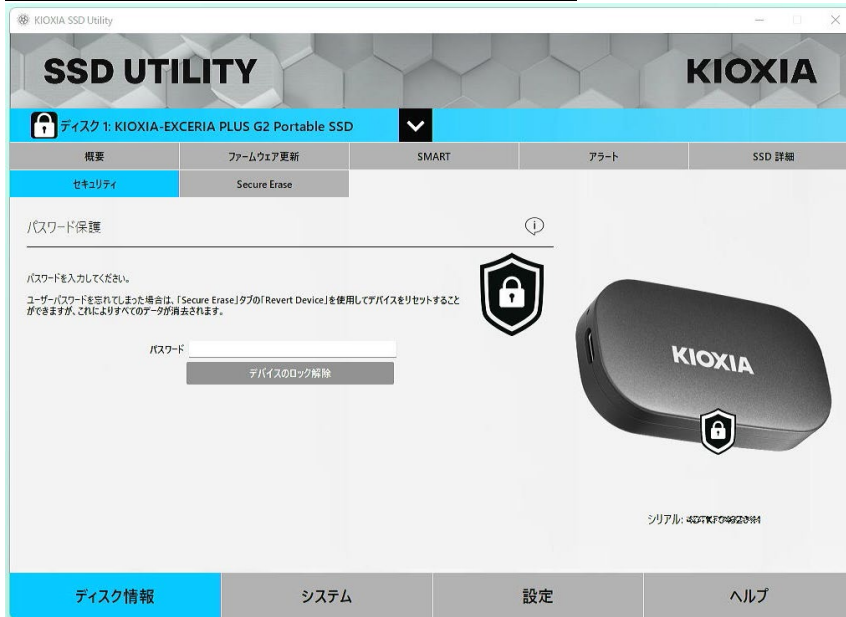 KIOXIA SSD Utility
SSD UTILITY
KIOXIA
ディスク 1: KIOXIA-EXCERIA PLUS G2 Portable SSD
概要
ファームウェア更新
SMART
アラート
SSD 詳細
セキュリティ
Secure Erase
パスワード保護
パスワードを入力してください。
ユーザーパスワードを忘れてしまった場合は、「Secure Erase」タブの「Revert Device」を使用してデバイスをリセットすること
ができますが、これによりすべてのデータが消去されます。
パスワード
デバイスのロック解除
KIOXIA
シリアル:
ディスク情報
システム
設定
ヘルプ